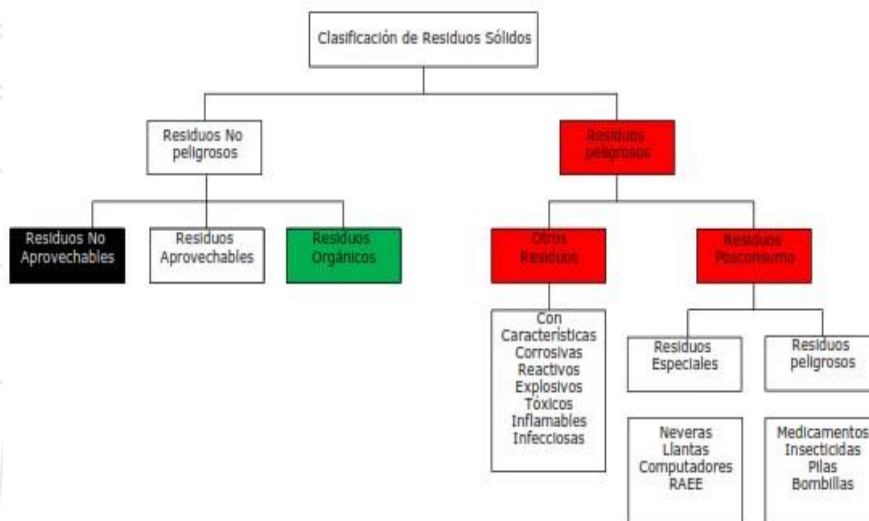 Clasificación de Residuos Sólidos
Residuos No
peligrosos
Residuos
peligrosos
Residuos No
Aprovechables
Residuos
Aprovechables
Residuos
Orgánicos
Otros
Residuos
Residuos
Posconsumo
Con
Características
Corrosivas
Reactivos
Explosivos
Tóxicos
Inflamables
Infecciosas
Residuos
Especiales
Residuos
peligrosos
Neveras
Llantas
Computadores
RAEE
Medicamentos
Insecticidas
Pilas
Bombillas